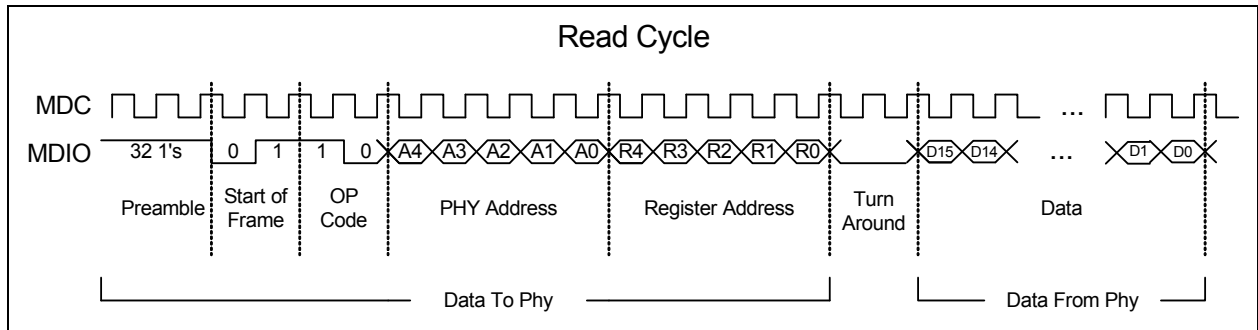 Read Cycle
MDC
...
MDIO
32 1's 0 1 1 0 A4 A3 A2 A1 A0 R4 R3 R2 R1 R0 D15 D14 ... D1 D0
Preamble
Start of
Frame
OP
Code
PHY Address
Register Address
Turn
Around
Data
Data To Phy
Data From Phy